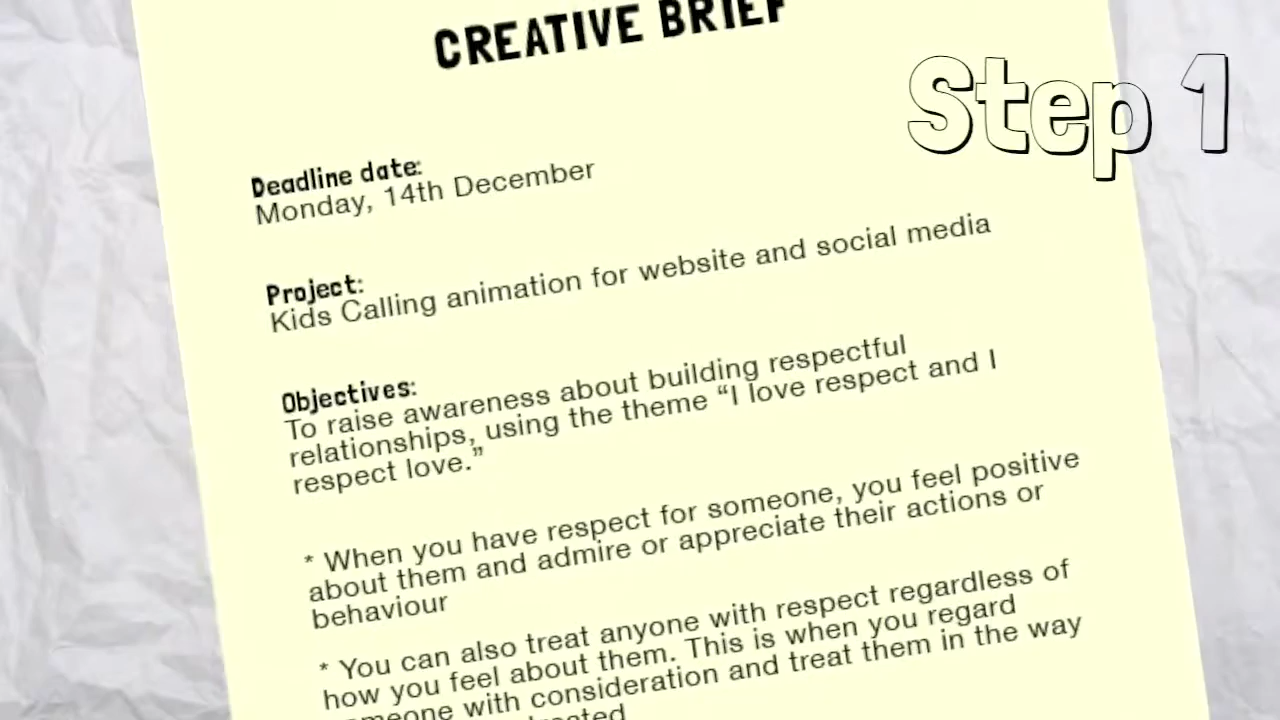 CREATIVE BRIEF
Step 1
Deadline date:
Monday, 14th December
Project:
Kids Calling animation for website and social media
Objectives:
To raise awareness about building respectful
relationships, using the theme “I love respect and I
respect love.”
* When you have respect for someone, you feel positive
about them and admire or appreciate their actions or
behaviour
* You can also treat anyone with respect regardless of
how you feel about them. This is when you regard
someone with consideration and treat them in the way